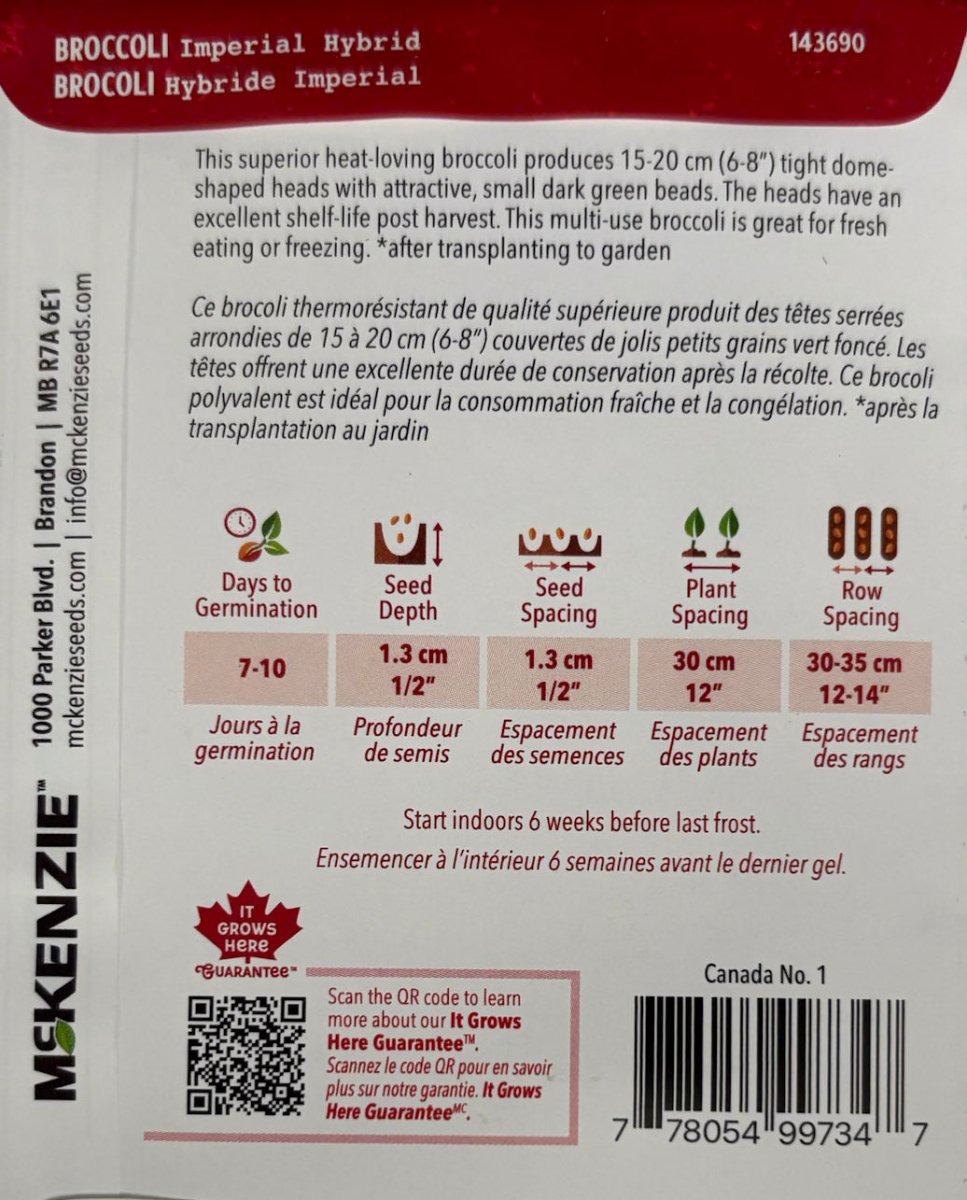 BROCCOLI Imperial Hybrid
BROCOLI Hybride Imperial
143690
This superior heat-loving broccoli produces 15-20 cm (6-8") tight dome-
shaped heads with attractive, small dark green beads. The heads have an
excellent shelf-life post harvest. This multi-use broccoli is great for fresh
eating or freezing. *after transplanting to garden
Ce brocoli thermorésistant de qualité supérieure produit des têtes serrées
arrondies de 15 à 20 cm (6-8") couvertes de jolis petits grains vert foncé. Les
têtes offrent une excellente durée de conservation après la récolte. Ce brocoli
polyvalent est idéal pour la consommation fraîche et la congélation. *après la
transplantation au jardin
Days to
Germination
7-10
Jours à la
germination
Seed
Depth
1.3 cm
1/2"
Profondeur
de semis
Seed
Spacing
1.3 cm
1/2"
Espacement
des semences
Plant
Spacing
30 cm
12"
Espacement
des plants
Row
Spacing
30-35 cm
12-14"
Espacement
des rangs
Start indoors 6 weeks before last frost.
Ensemencer à l'intérieur 6 semaines avant le dernier gel.
IT
GROWS
HERE
GUARANTEE™
Scan the QR code to learn
more about our It Grows
Here Guarantee™.
Scannez le code QR pour en savoir
plus sur notre garantie. It Grows
Here Guaranteeᴹᶜ.
Canada No. 1
7 78054 99734 7
McKENZIE™
1000 Parker Blvd. | Brandon | MB R7A 6E1
mckenzieseeds.com | info@mckenzieseeds.com